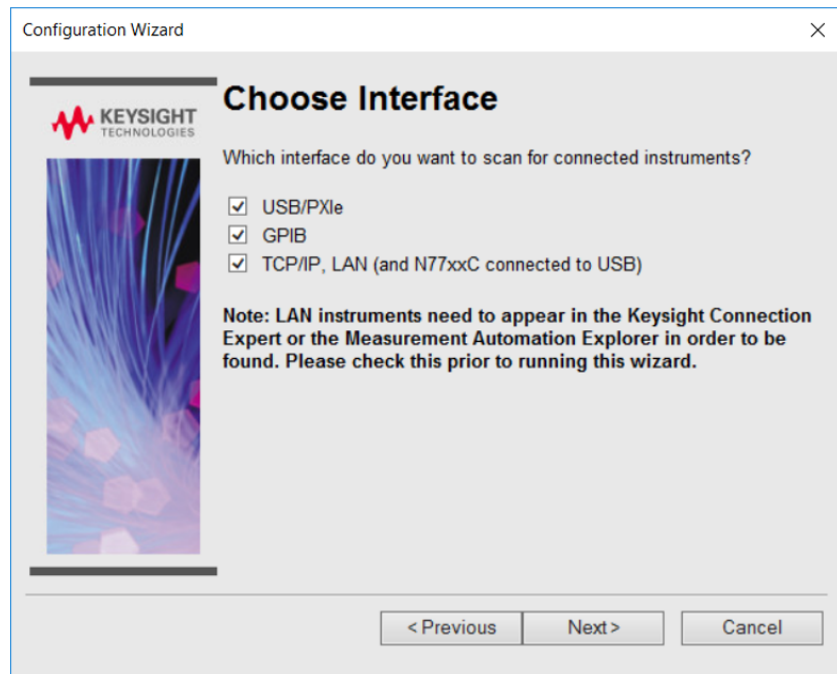 Configuration Wizard
KEYSIGHT
TECHNOLOGIES
Choose Interface
Which interface do you want to scan for connected instruments?
USB/PXIe
GPIB
TCP/IP, LAN (and N77xxC connected to USB)
Note: LAN instruments need to appear in the Keysight Connection
Expert or the Measurement Automation Explorer in order to be
found. Please check this prior to running this wizard.
< Previous
Next >
Cancel